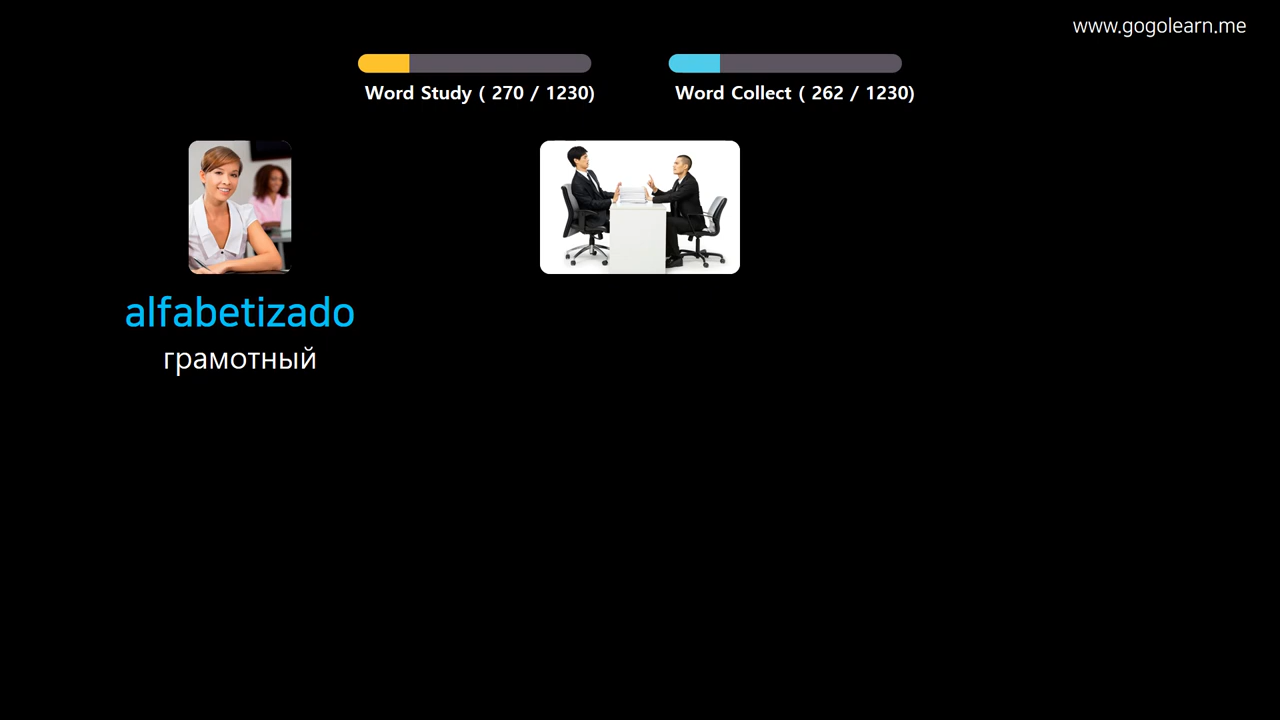 www.gogolearn.me
Word Study ( 270 / 1230)
Word Collect ( 262 / 1230)
alfabetizado
грамотный